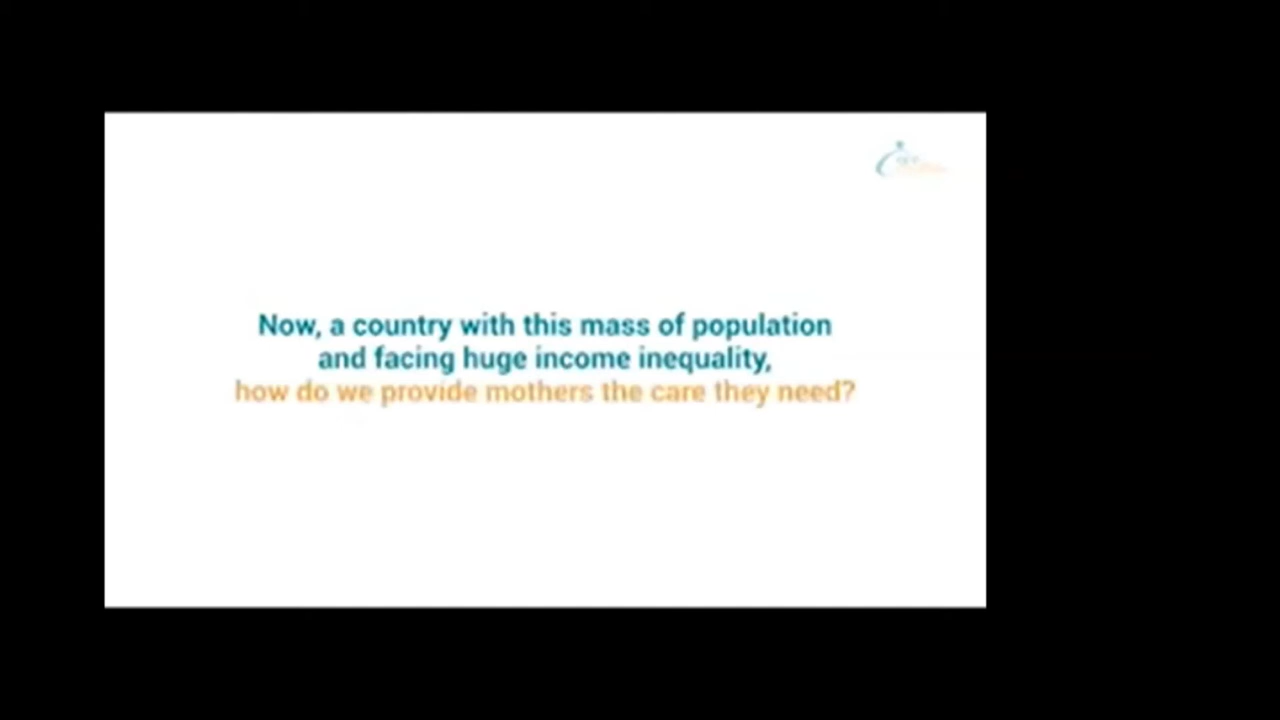 Now, a country with this mass of population
and facing huge income inequality,
how do we provide mothers the care they need?